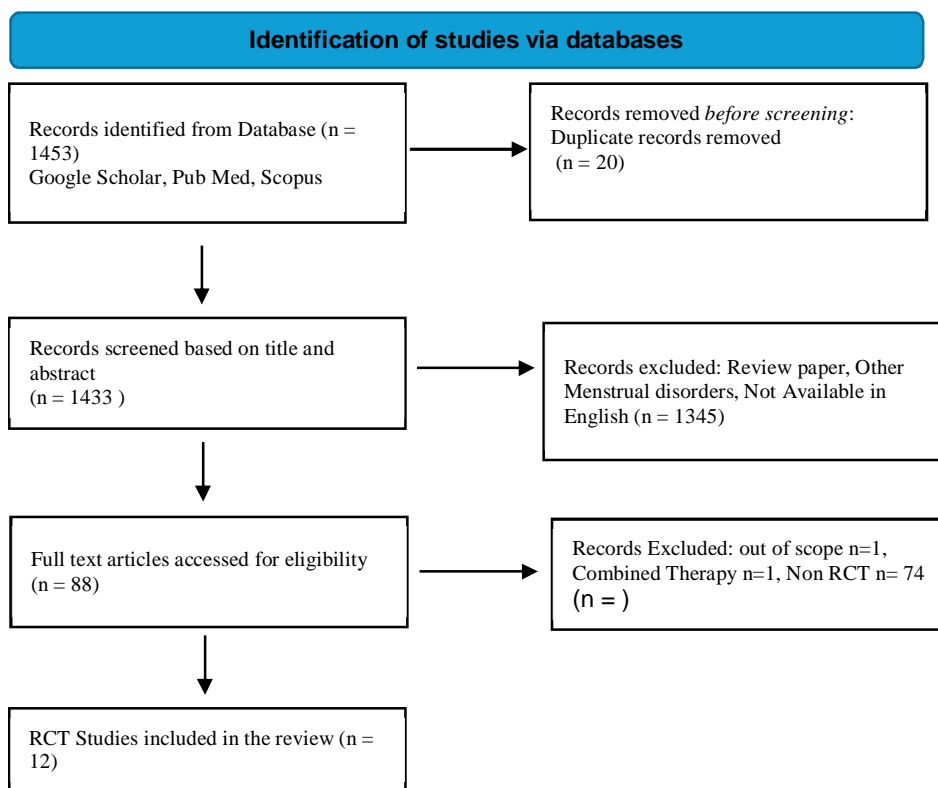 Identification of studies via databases
Records identified from Database (n =
1453)
Google Scholar, Pub Med, Scopus
Records removed before screening:
Duplicate records removed
(n = 20)
Records screened based on title and
abstract
(n = 1433 )
Records excluded: Review paper, Other
Menstrual disorders, Not Available in
English (n = 1345)
Full text articles accessed for eligibility
(n = 88)
Records Excluded: out of scope n=1,
Combined Therapy n=1, Non RCT n= 74
(n = )
RCT Studies included in the review (n =
12)